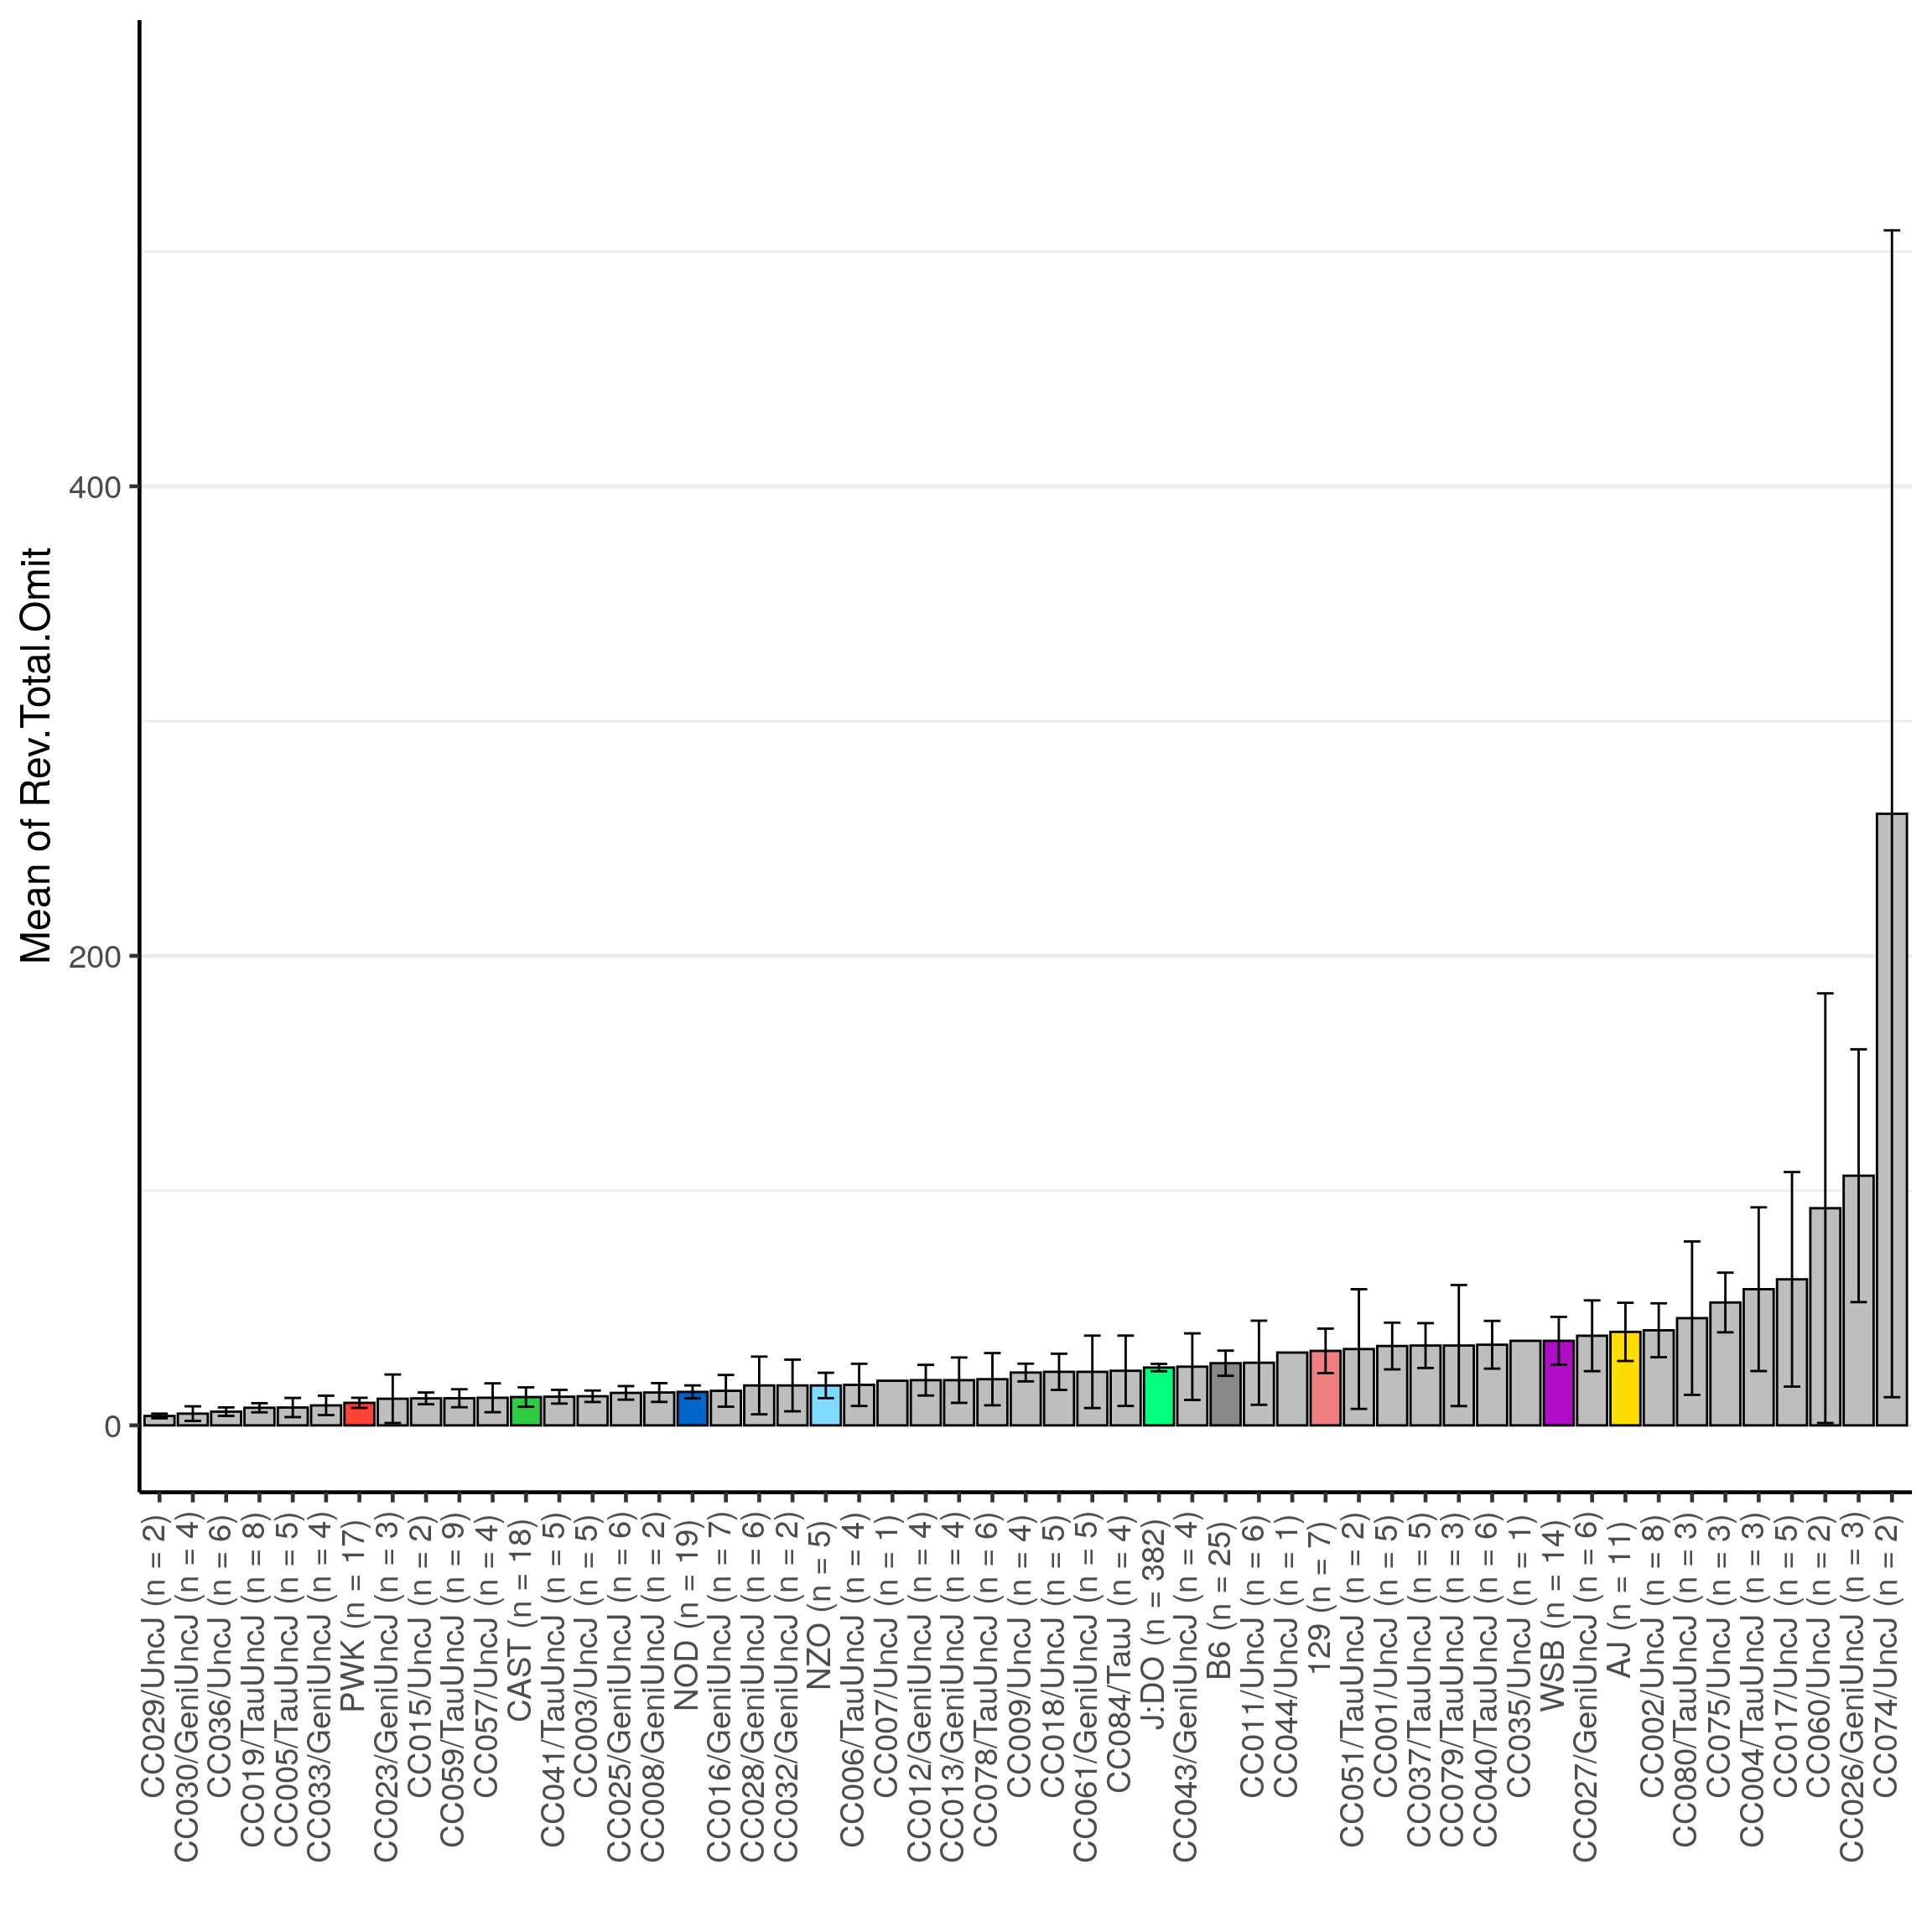 Mean of Rev.Total.Omit
400
200
0
CC029/UncJ (n = 2)
CC030/GeniUncJ (n = 4)
CC036/UncJ (n = 6)
CC019/TauUncJ (n = 8)
CC005/TauUncJ (n = 5)
CC033/GeniUncJ (n = 4)
PWK (n = 17)
CC023/GeniUncJ (n = 3)
CC015/UncJ (n = 2)
CC059/TauUncJ (n = 9)
CC057/UncJ (n = 4)
CAST (n = 18)
CC041/TauUncJ (n = 5)
CC003/UncJ (n = 5)
CC025/GeniUncJ (n = 6)
CC008/GeniUncJ (n = 2)
NOD (n = 19)
CC016/GeniUncJ (n = 7)
CC028/GeniUncJ (n = 6)
CC032/GeniUncJ (n = 2)
NZO (n = 5)
CC006/TauUncJ (n = 4)
CC007/UncJ (n = 1)
CC012/GeniUncJ (n = 4)
CC013/GeniUncJ (n = 4)
CC078/TauUncJ (n = 6)
CC009/UncJ (n = 4)
CC018/UncJ (n = 5)
CC061/GeniUncJ (n = 5)
CC084/TauJ (n = 4)
J:DO (n = 382)
CC043/GeniUncJ (n = 4)
B6 (n = 25)
CC011/UncJ (n = 6)
CC044/UncJ (n = 1)
129 (n = 7)
CC051/TauUncJ (n = 2)
CC001/UncJ (n = 5)
CC037/TauUncJ (n = 5)
CC079/TauUncJ (n = 3)
CC040/TauUncJ (n = 6)
CC035/UncJ (n = 1)
WSB (n = 14)
CC027/GeniUncJ (n = 6)
AJ (n = 11)
CC002/UncJ (n = 8)
CC080/TauUncJ (n = 3)
CC075/UncJ (n = 3)
CC004/TauUncJ (n = 3)
CC017/UncJ (n = 5)
CC060/UncJ (n = 2)
CC026/GeniUncJ (n = 3)
CC074/UncJ (n = 2)